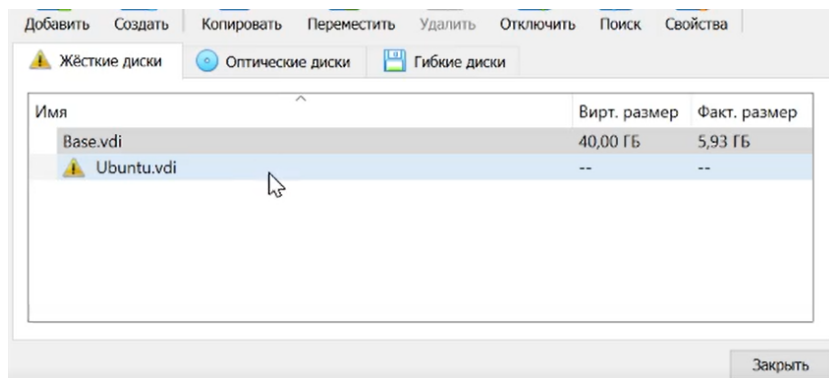 Добавить Создать Копировать Переместить Удалить Отключить Поиск Свойства
Жёсткие диски Оптические диски Гибкие диски
Имя Вирт. размер Факт. размер
Base.vdi 40,00 ГБ 5,93 ГБ
Ubuntu.vdi -- --
Закрыть